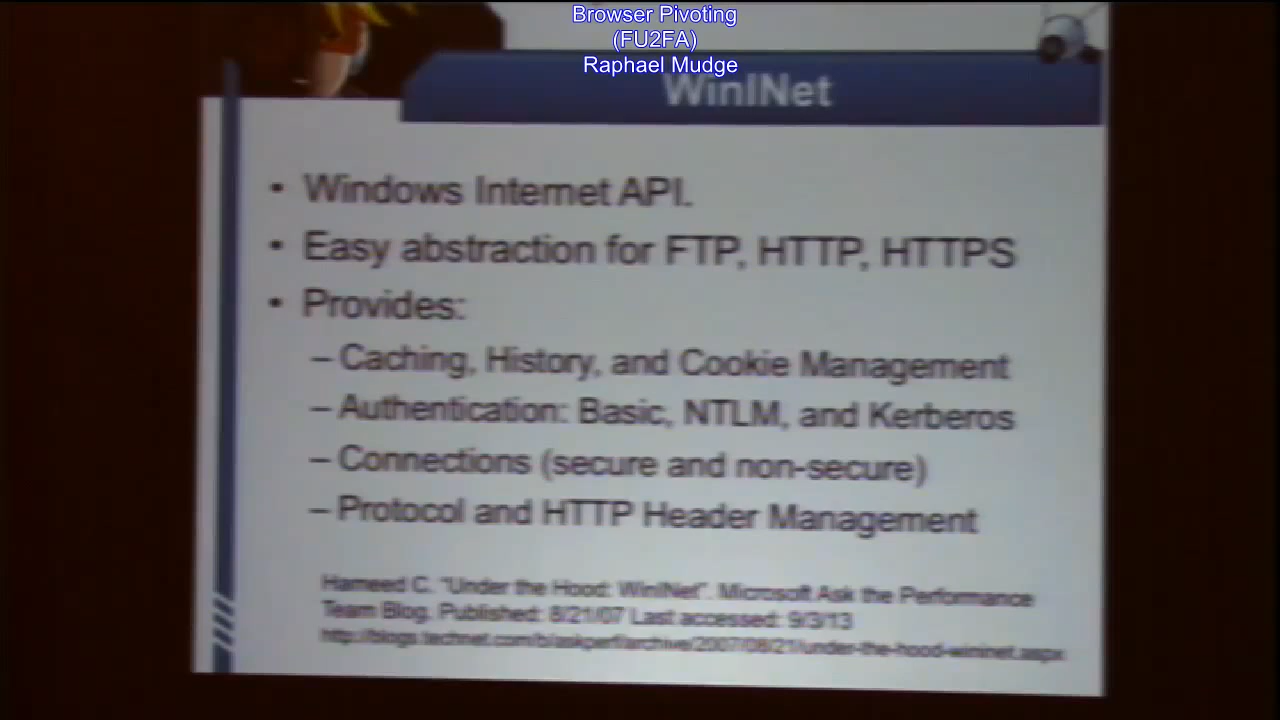 Browser Pivoting
(FU2FA)
Raphael Mudge
WinINet
• Windows Internet API.
• Easy abstraction for FTP, HTTP, HTTPS
• Provides:
– Caching, History, and Cookie Management
– Authentication: Basic, NTLM, and Kerberos
– Connections (secure and non-secure)
– Protocol and HTTP Header Management
Hameed C. "Under the Hood: WinINet". Microsoft Ask the Performance
Team Blog. Published: 8/21/07 Last accessed: 9/3/13
http://blogs.technet.com/b/askperf/archive/2007/08/21/under-the-hood-wininet.aspx